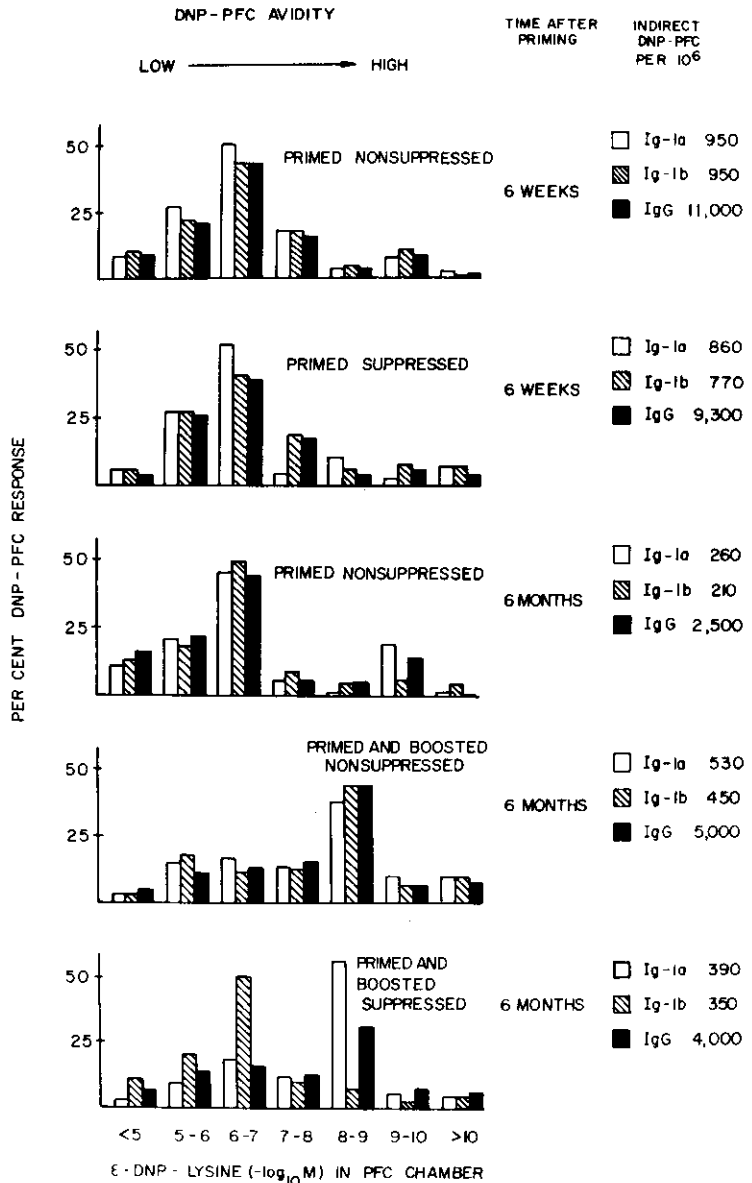 DNP-PFC AVIDITY
LOW HIGH
TIME AFTER
PRIMING
INDIRECT
DNP-PFC
PER 10⁶
50
25
PRIMED NONSUPPRESSED
6 WEEKS
Ig-1a 950
Ig-1b 950
IgG 11,000
50
25
PRIMED SUPPRESSED
6 WEEKS
Ig-1a 860
Ig-1b 770
IgG 9,300
50
25
PRIMED NONSUPPRESSED
6 MONTHS
Ig-1a 260
Ig-1b 210
IgG 2,500
50
25
PRIMED AND BOOSTED
NONSUPPRESSED
6 MONTHS
Ig-1a 530
Ig-1b 450
IgG 5,000
50
25
PRIMED AND
BOOSTED
SUPPRESSED
6 MONTHS
Ig-1a 390
Ig-1b 350
IgG 4,000
PER CENT DNP-PFC RESPONSE
<5 5-6 6-7 7-8 8-9 9-10 >10
ε-DNP-LYSINE (-log₁₀M) IN PFC CHAMBER